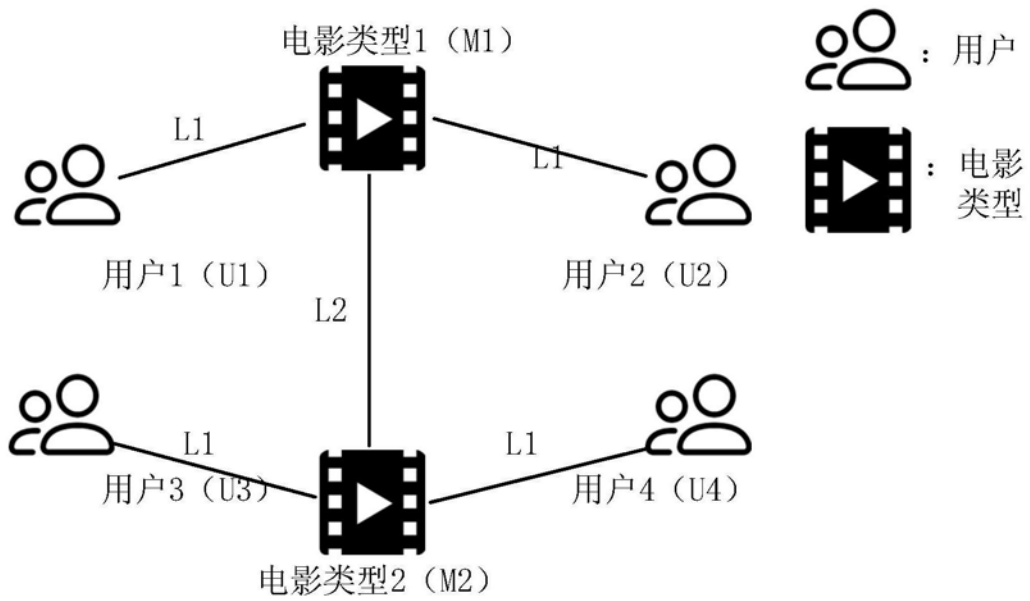 电影类型1（M1）
：用户
L1
L1
：电影
类型
用户1（U1）
用户2（U2）
L2
L1
L1
用户3（U3）
用户4（U4）
电影类型2（M2）